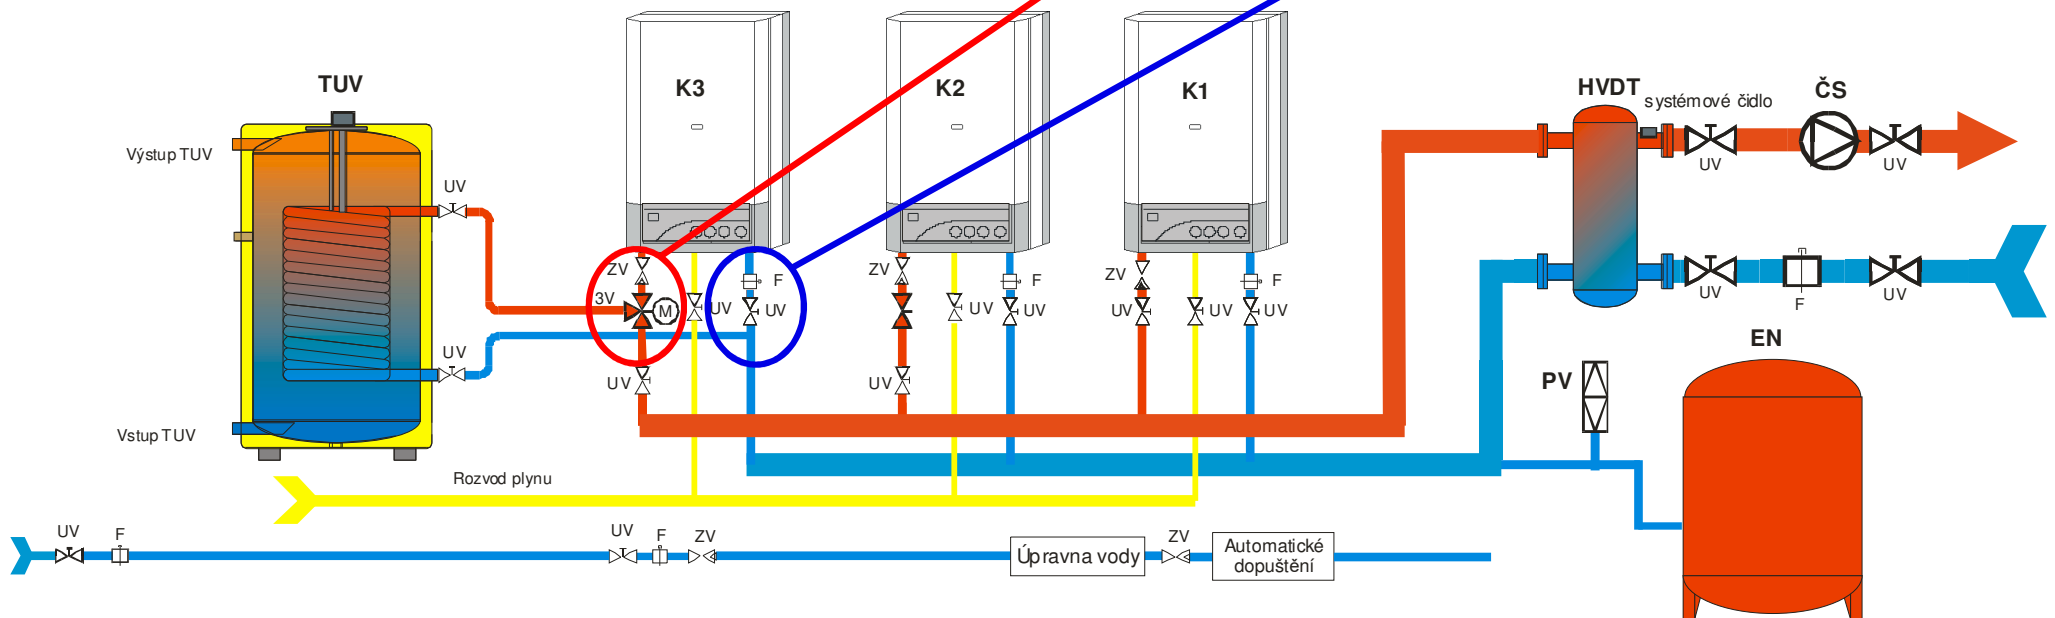 TUV
K3
K2
K1
HVDT
systémové čidlo
ČS
Výstup TUV
UV
UV
UV
ZV
F
ZV
F
ZV
F
3V
M
UV
UV
UV
UV
UV
UV
UV
UV
F
UV
UV
UV
UV
EN
PV
Vstup TUV
Rozvod plynu
UV
F
UV
F
ZV
Úpravna vody
ZV
Automatické
dopuštění